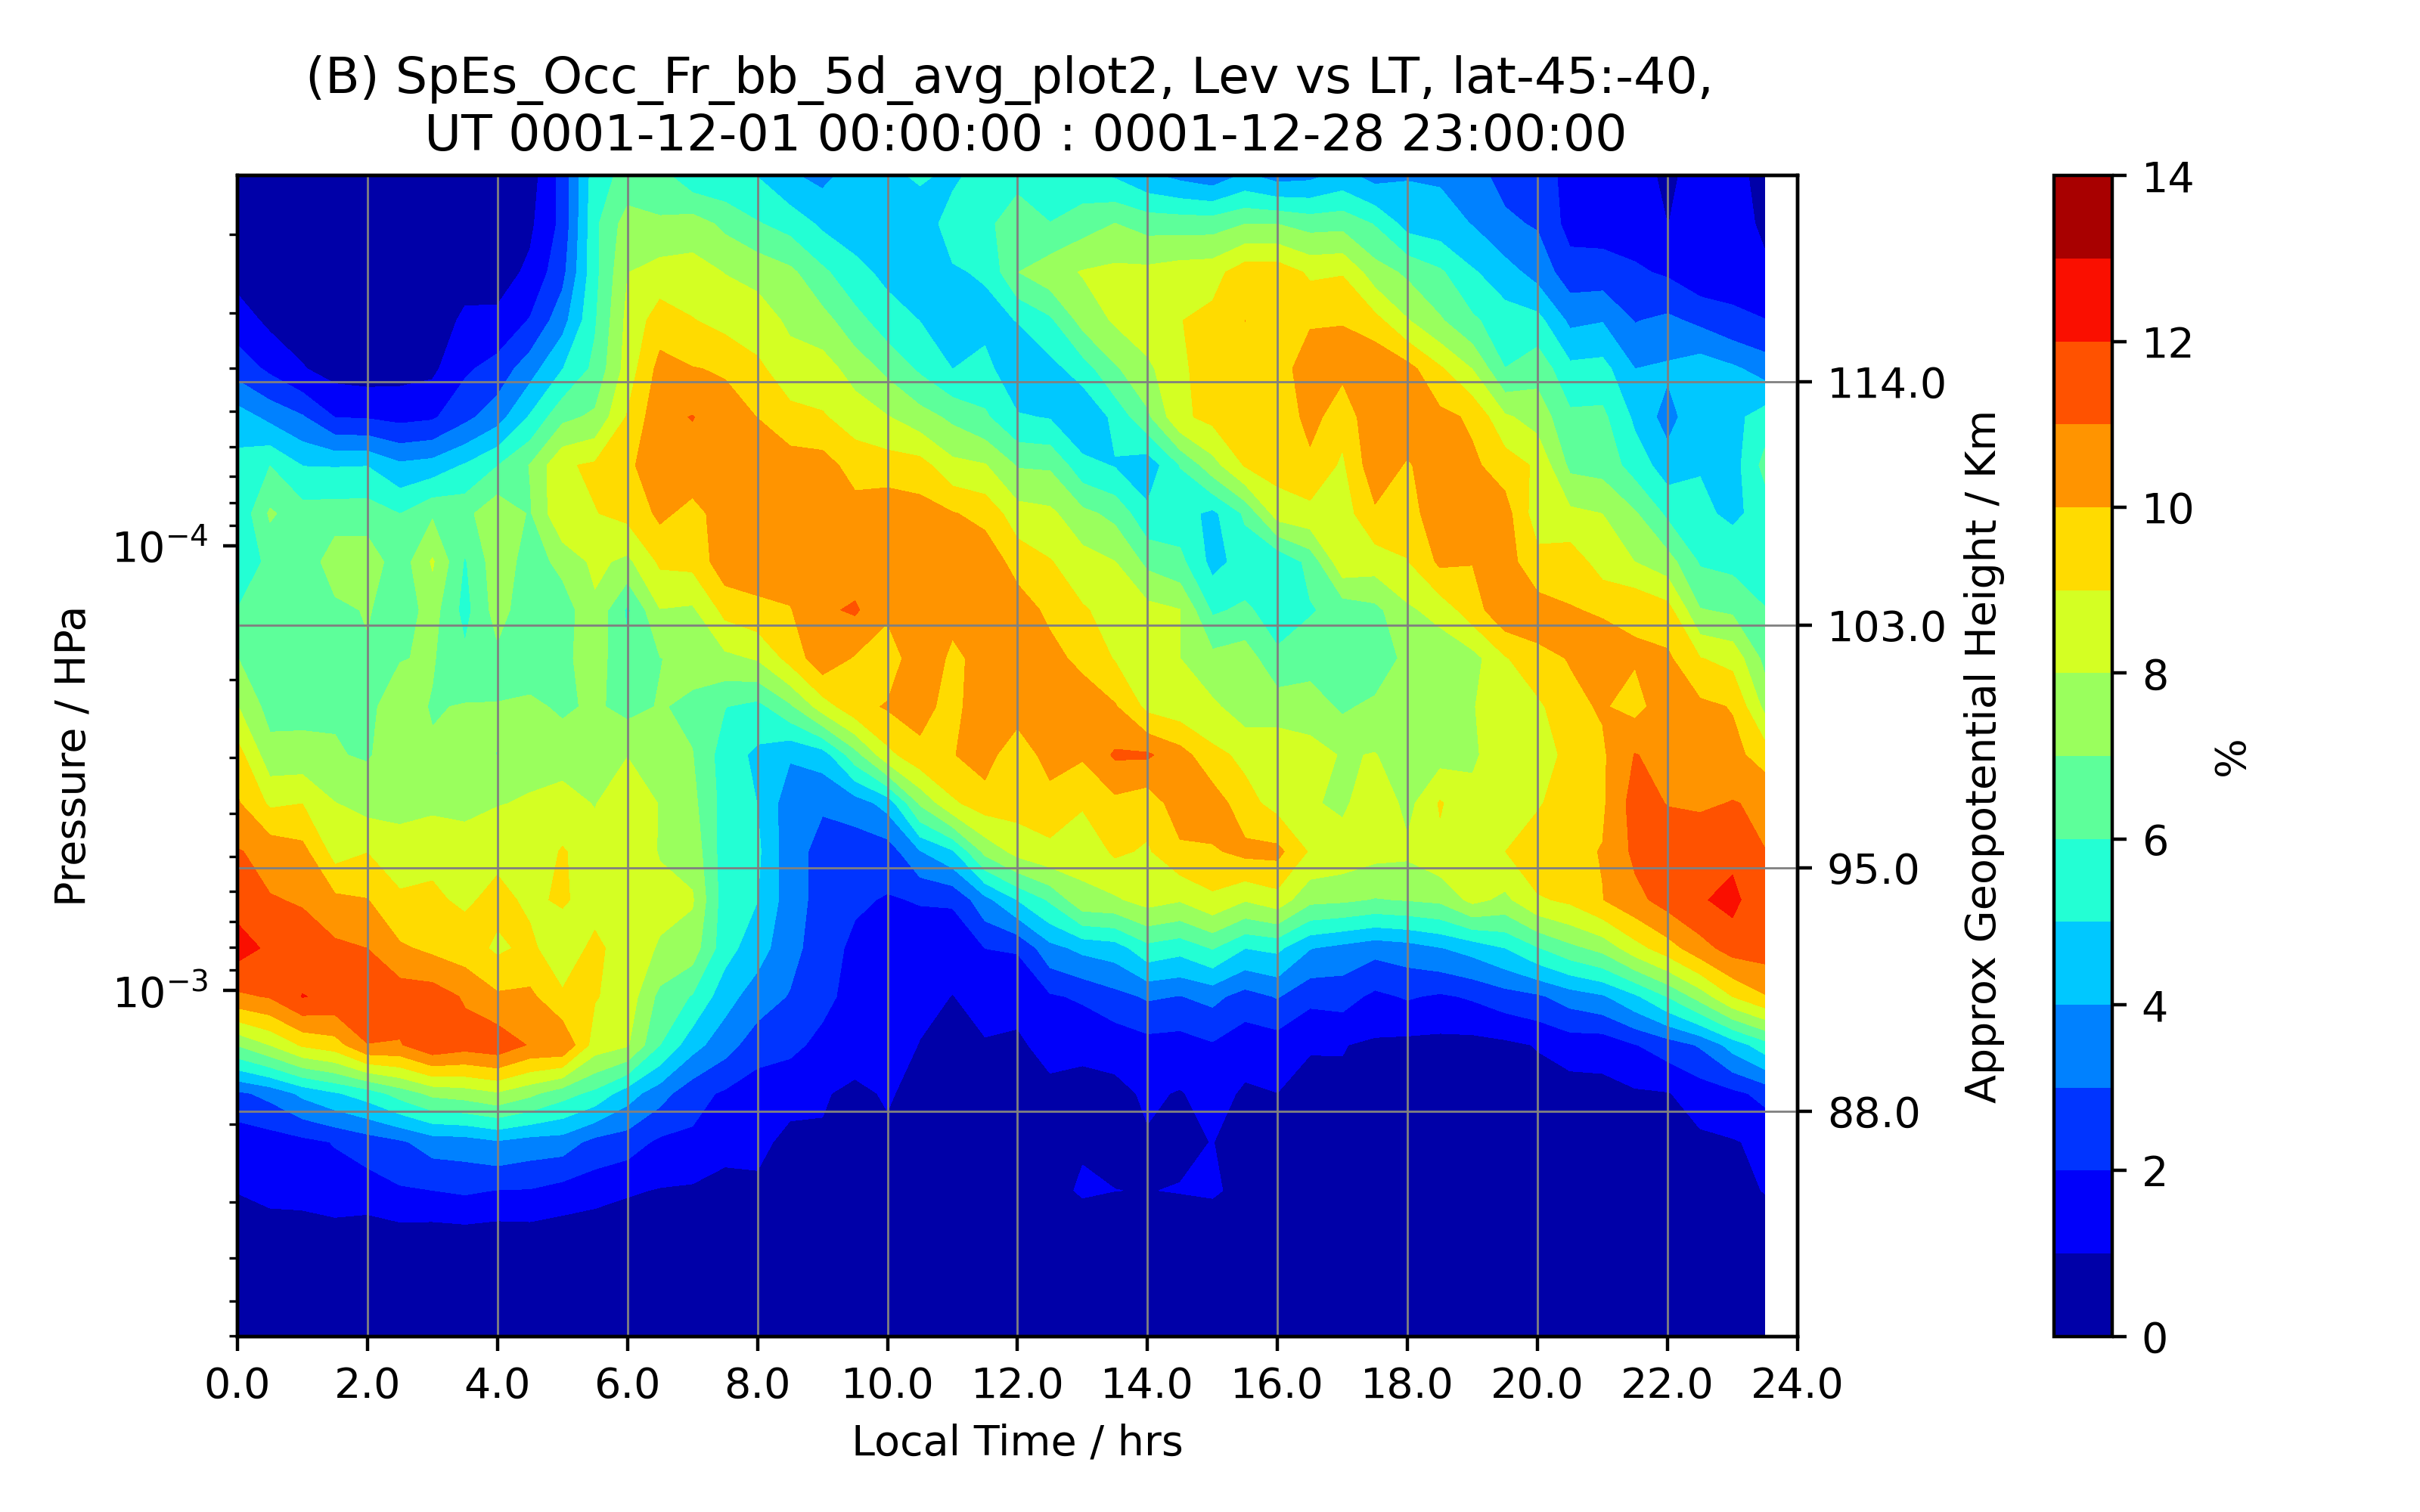 (B) SpEs_Occ_Fr_bb_5d_avg_plot2, Lev vs LT, lat-45:-40,
UT 0001-12-01 00:00:00 : 0001-12-28 23:00:00
Pressure / HPa
10⁻⁴
10⁻³
0.0 2.0 4.0 6.0 8.0 10.0 12.0 14.0 16.0 18.0 20.0 22.0 24.0
Local Time / hrs
114.0
103.0
95.0
88.0
Approx Geopotential Height / Km
14
12
10
8
6
4
2
0
%